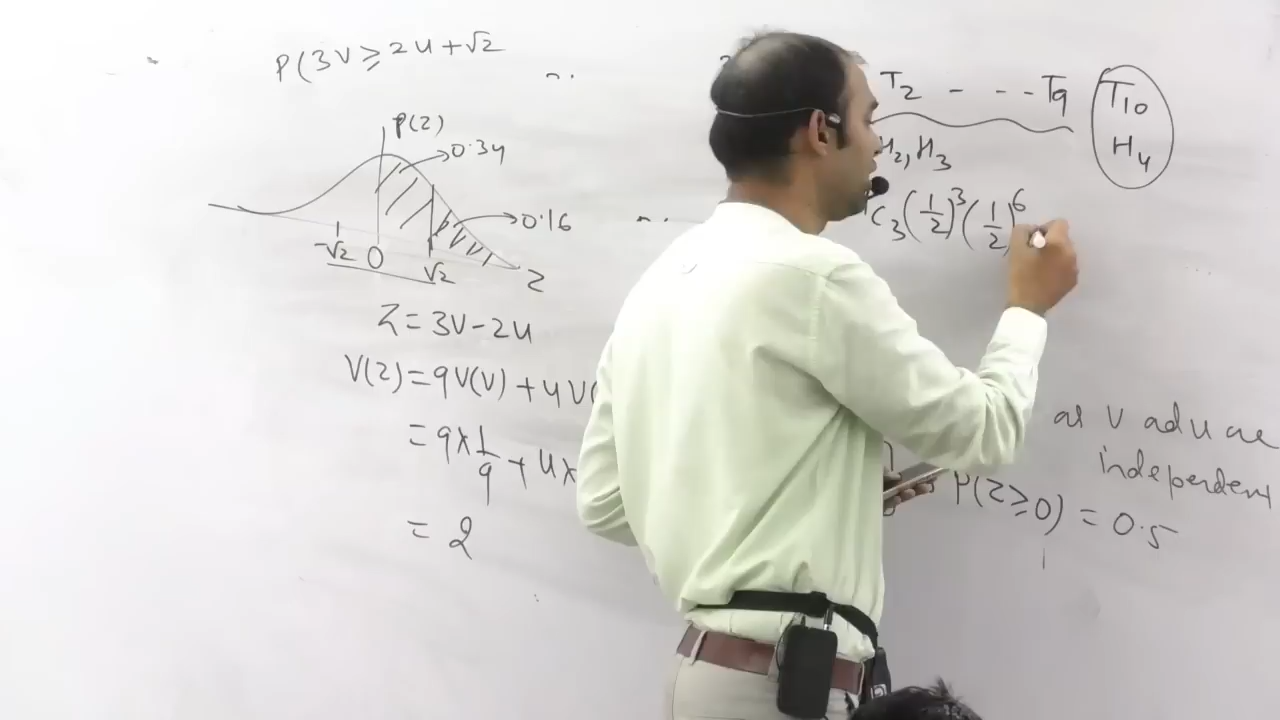 P(3V ≥ 2U + √2
P(Z)
0.34
0.16
-1/√2 0 √2 Z
Z = 3V - 2U
V(Z) = 9V(V) + 4V(
= 9 × 1/9 + 4 ×
= 2
T2 - - - - T9 T10
H2, H3 H4
C3 (1/2)^3 (1/2)^6
as V ad U are
independent
P(Z ≥ 0) = 0.5